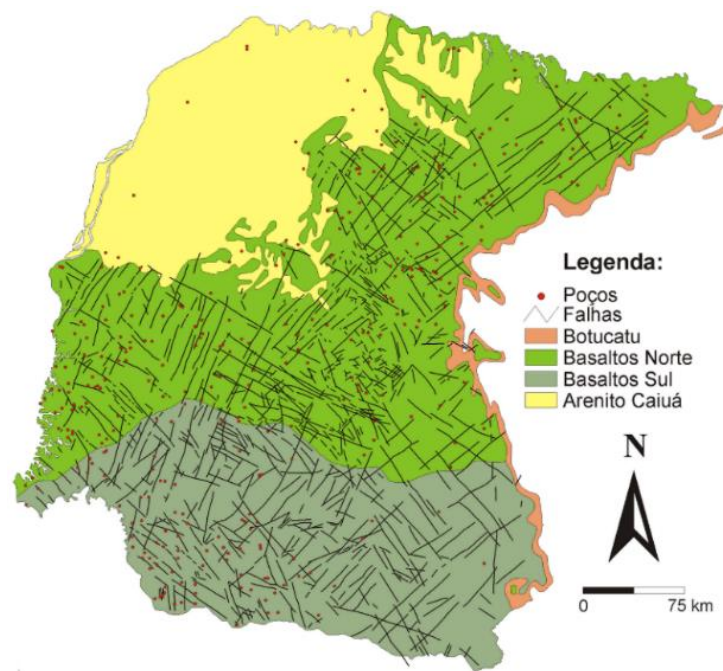 Legenda:
Poços
Falhas
Botucatu
Basaltos Norte
Basaltos Sul
Arenito Caiuá
N
0 75 km